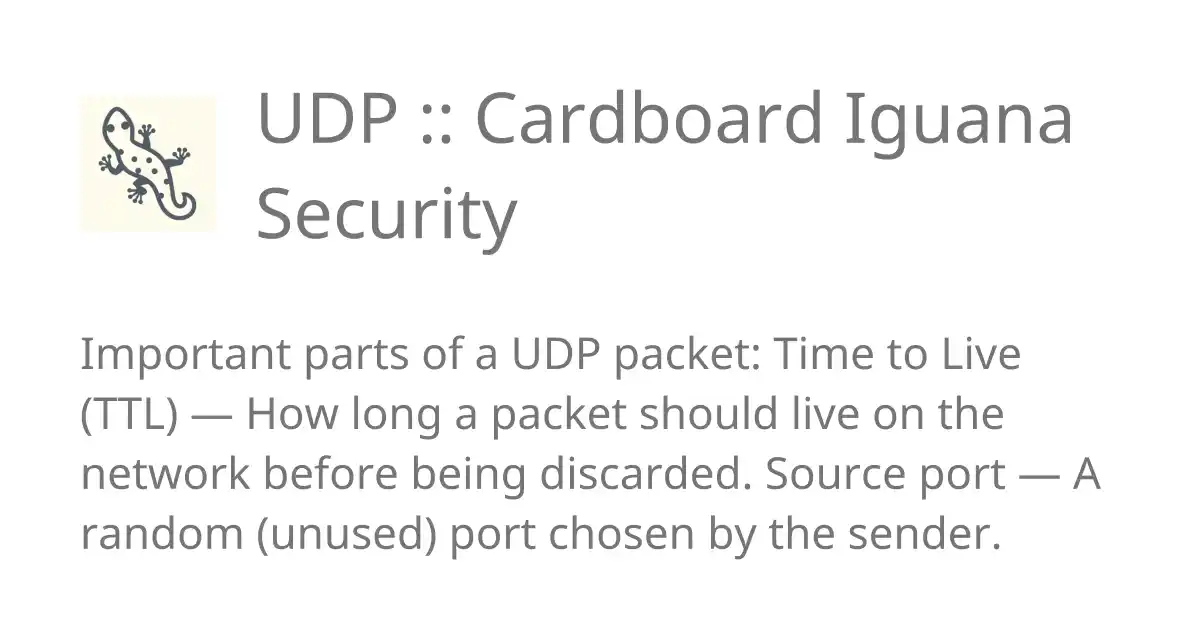 UDP :: Cardboard Iguana
Security
Important parts of a UDP packet: Time to Live
(TTL) — How long a packet should live on the
network before being discarded. Source port — A
random (unused) port chosen by the sender.